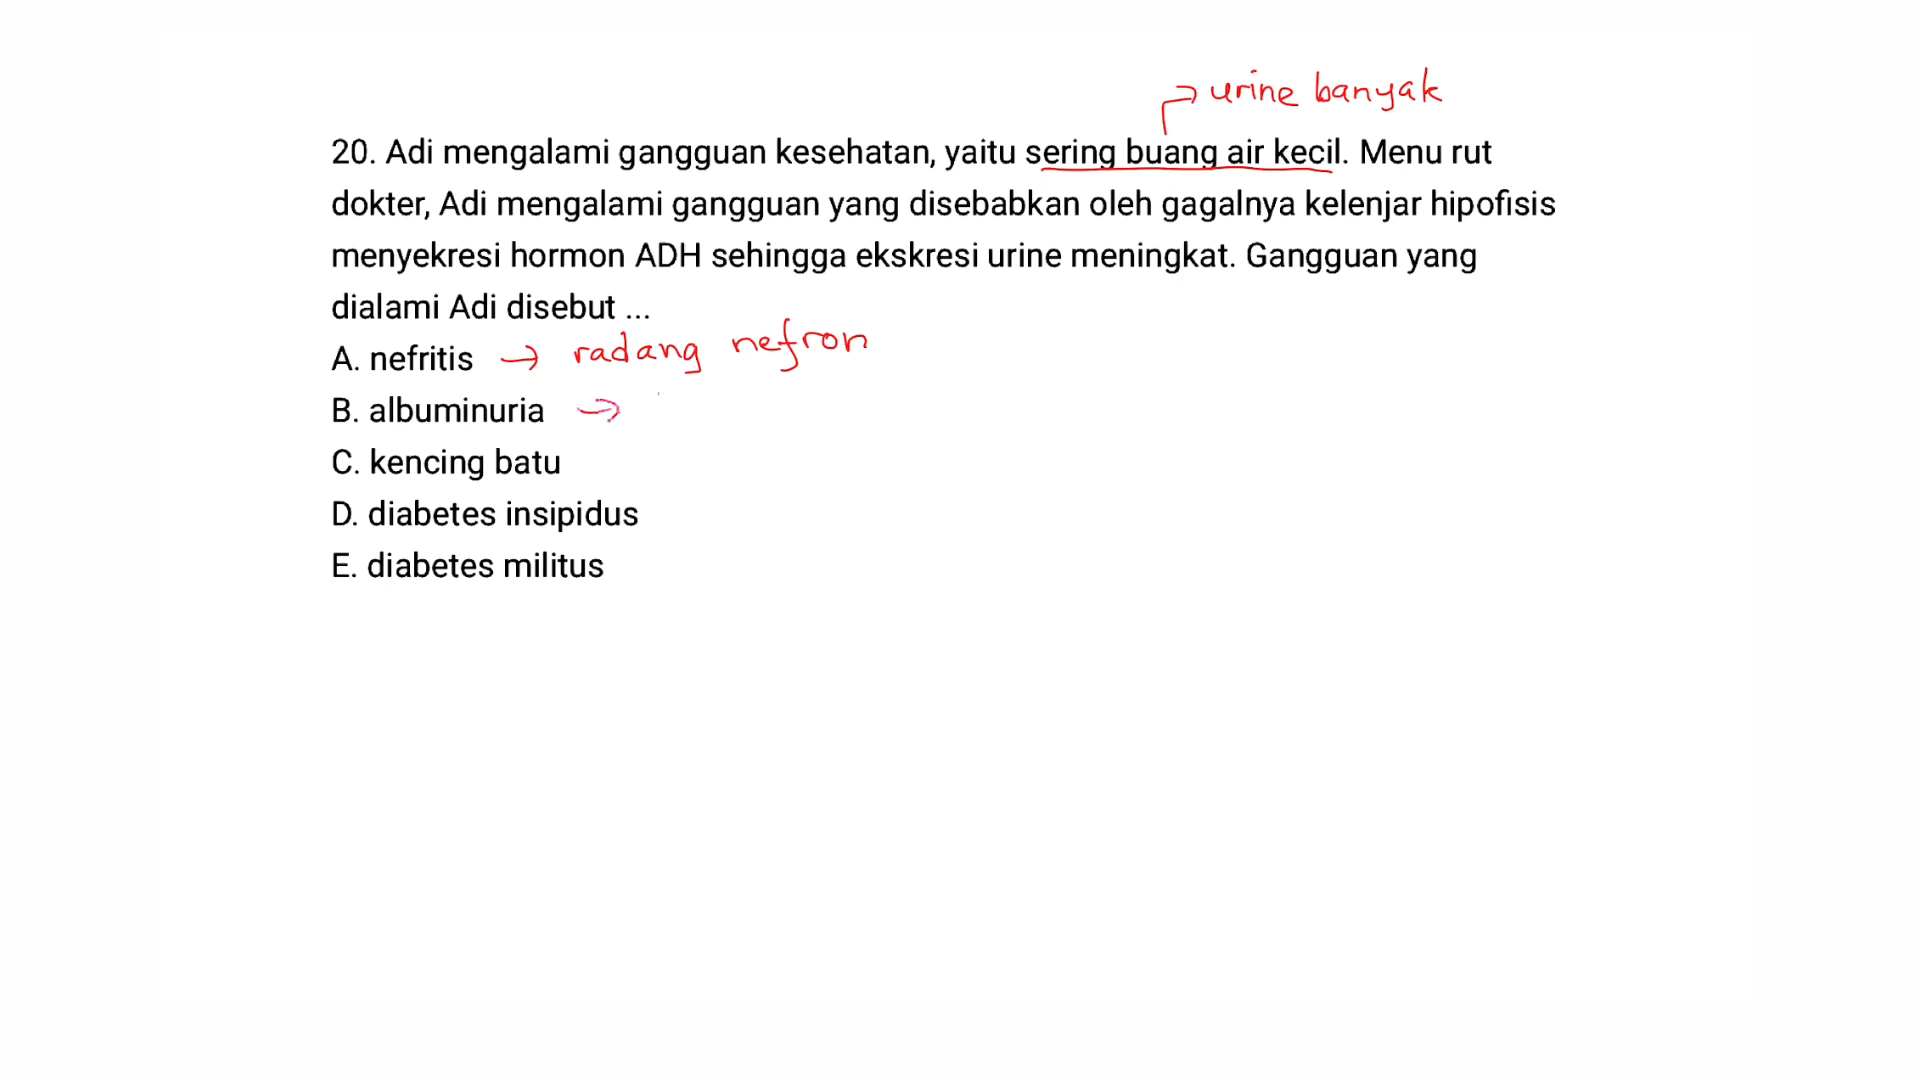 urine banyak
20. Adi mengalami gangguan kesehatan, yaitu sering buang air kecil. Menu rut
dokter, Adi mengalami gangguan yang disebabkan oleh gagalnya kelenjar hipofisis
menyekresi hormon ADH sehingga ekskresi urine meningkat. Gangguan yang
dialami Adi disebut ...
A. nefritis → radang nefron
B. albuminuria →
C. kencing batu
D. diabetes insipidus
E. diabetes militus